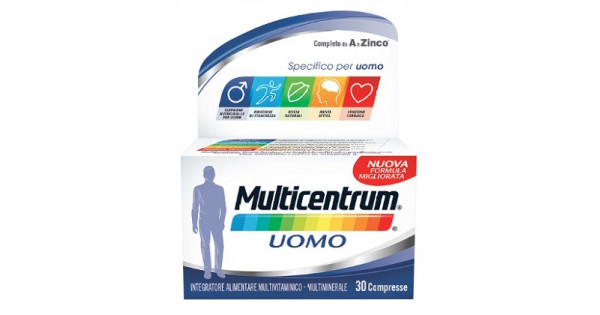 Completo da A a Zinco®
Specifico per uomo
NUOVA
FORMULA
MIGLIORATA
Multicentrum®
UOMO
INTEGRATORE ALIMENTARE MULTIVITAMINICO - MULTIMINERALE
30 Compresse